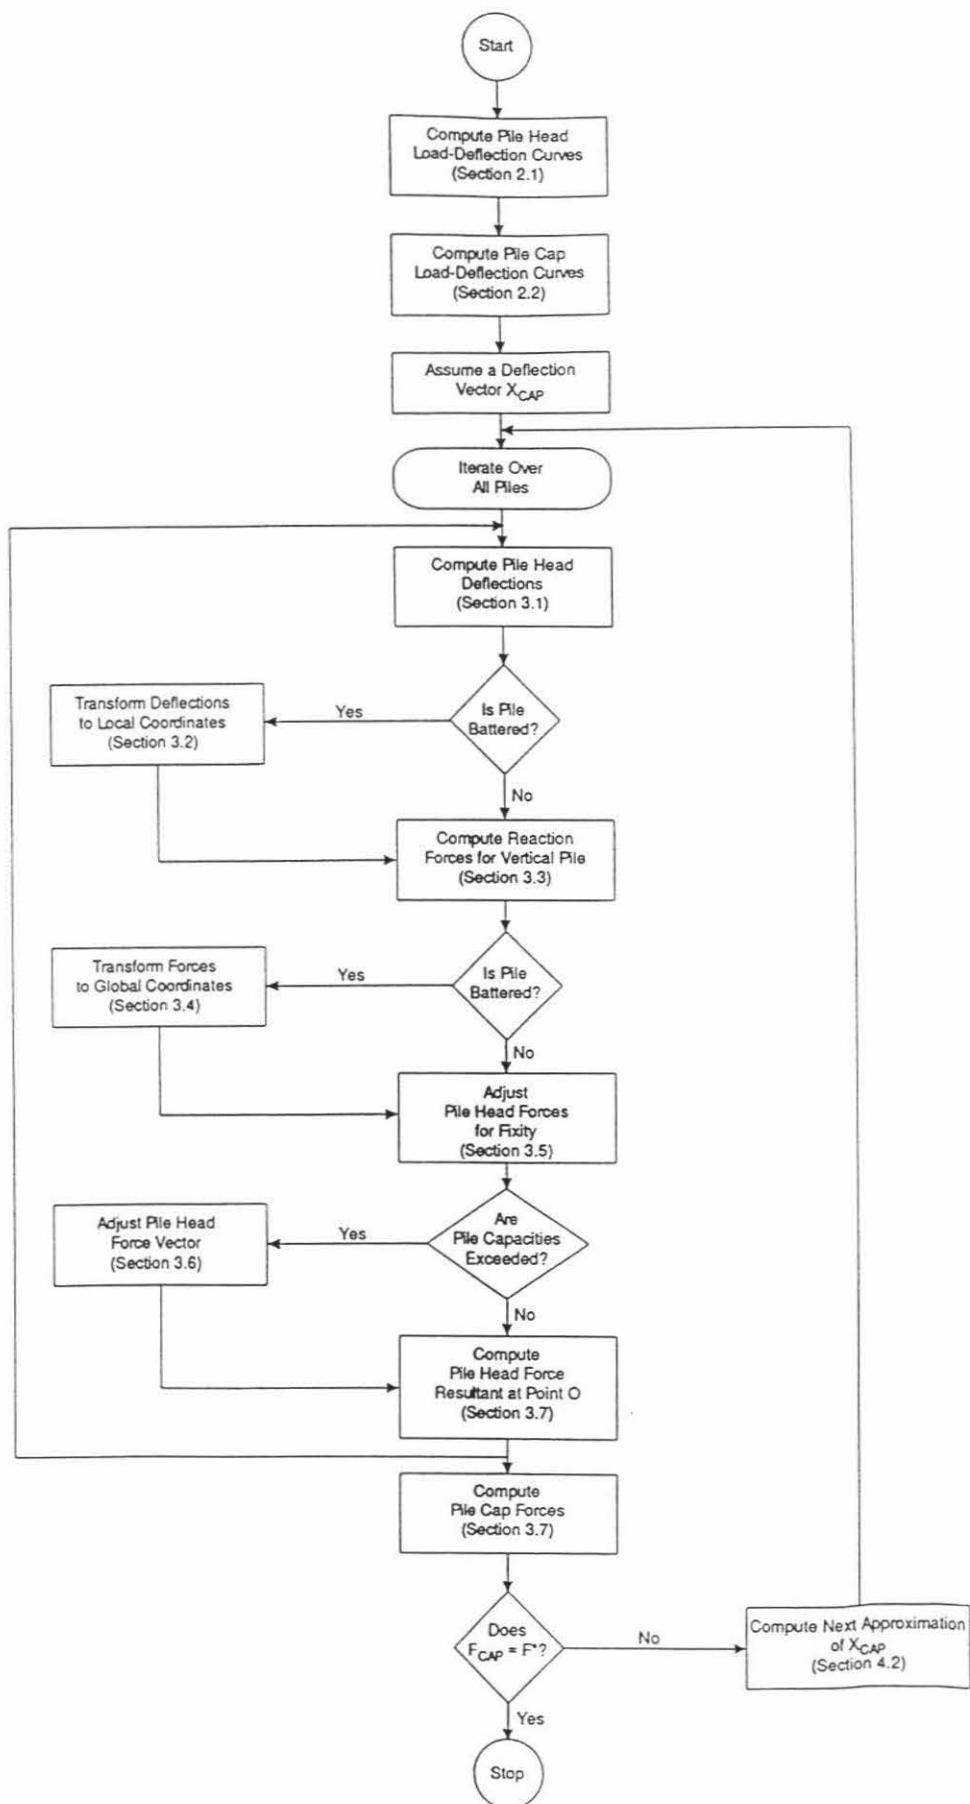 Start
Compute Pile Head
Load-Deflection Curves
(Section 2.1)
Compute Pile Cap
Load-Deflection Curves
(Section 2.2)
Assume a Deflection
Vector X_CAP
Iterate Over
All Piles
Compute Pile Head
Deflections
(Section 3.1)
Is Pile
Battered?
Yes
Transform Deflections
to Local Coordinates
(Section 3.2)
No
Compute Reaction
Forces for Vertical Pile
(Section 3.3)
Is Pile
Battered?
Yes
Transform Forces
to Global Coordinates
(Section 3.4)
No
Adjust
Pile Head Forces
for Fixity
(Section 3.5)
Are
Pile Capacities
Exceeded?
Yes
Adjust Pile Head
Force Vector
(Section 3.6)
No
Compute
Pile Head Force
Resultant at Point O
(Section 3.7)
Compute
Pile Cap Forces
(Section 3.7)
Does
F_CAP = F*?
No
Compute Next Approximation
of X_CAP
(Section 4.2)
Yes
Stop